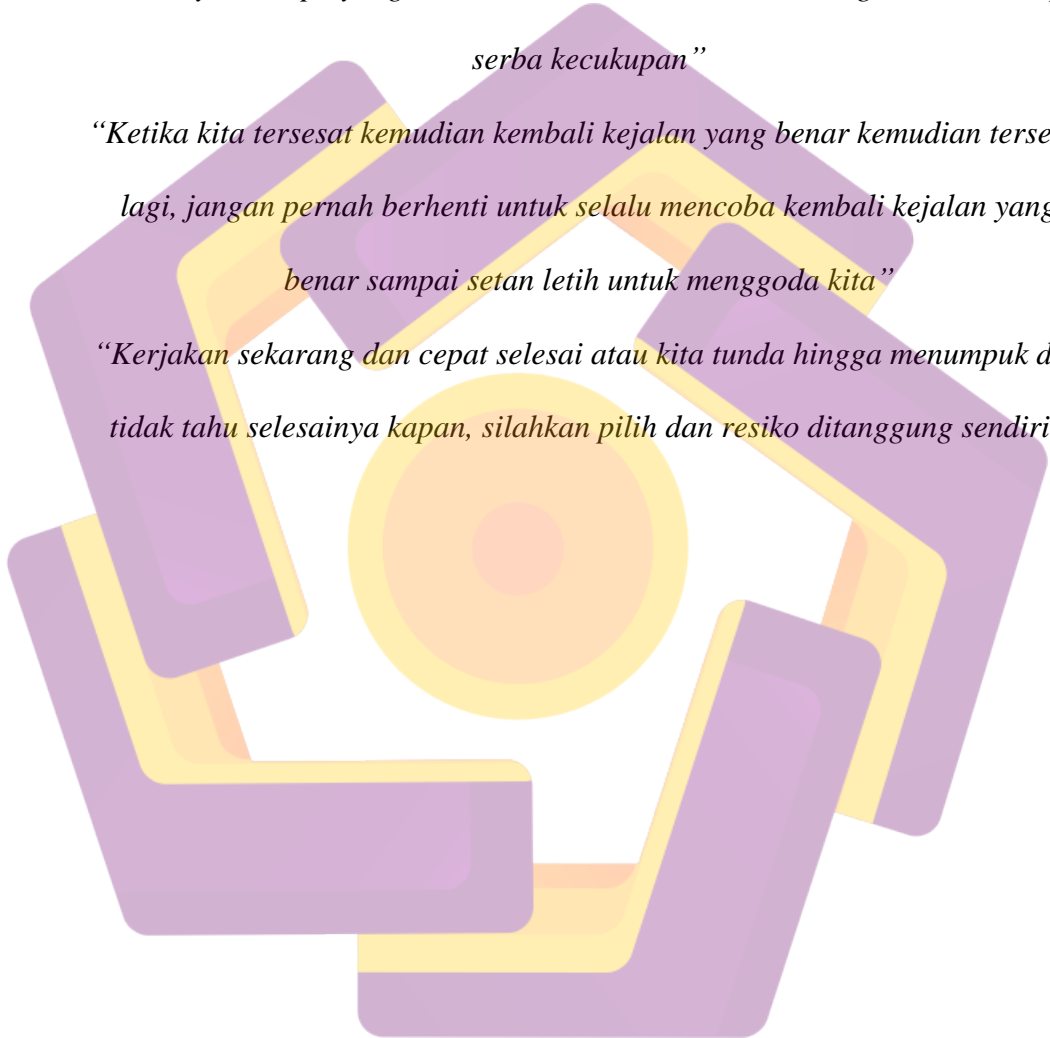 serba kecukupan”
“Ketika kita tersesat kemudian kembali kejalan yang benar kemudian terse
lagi, jangan pernah berhenti untuk selalu mencoba kembali kejalan yang
benar sampai setan letih untuk menggoda kita”
“Kerjakan sekarang dan cepat selesai atau kita tunda hingga menumpuk d
tidak tahu selesainya kapan, silahkan pilih dan resiko ditanggung sendiri